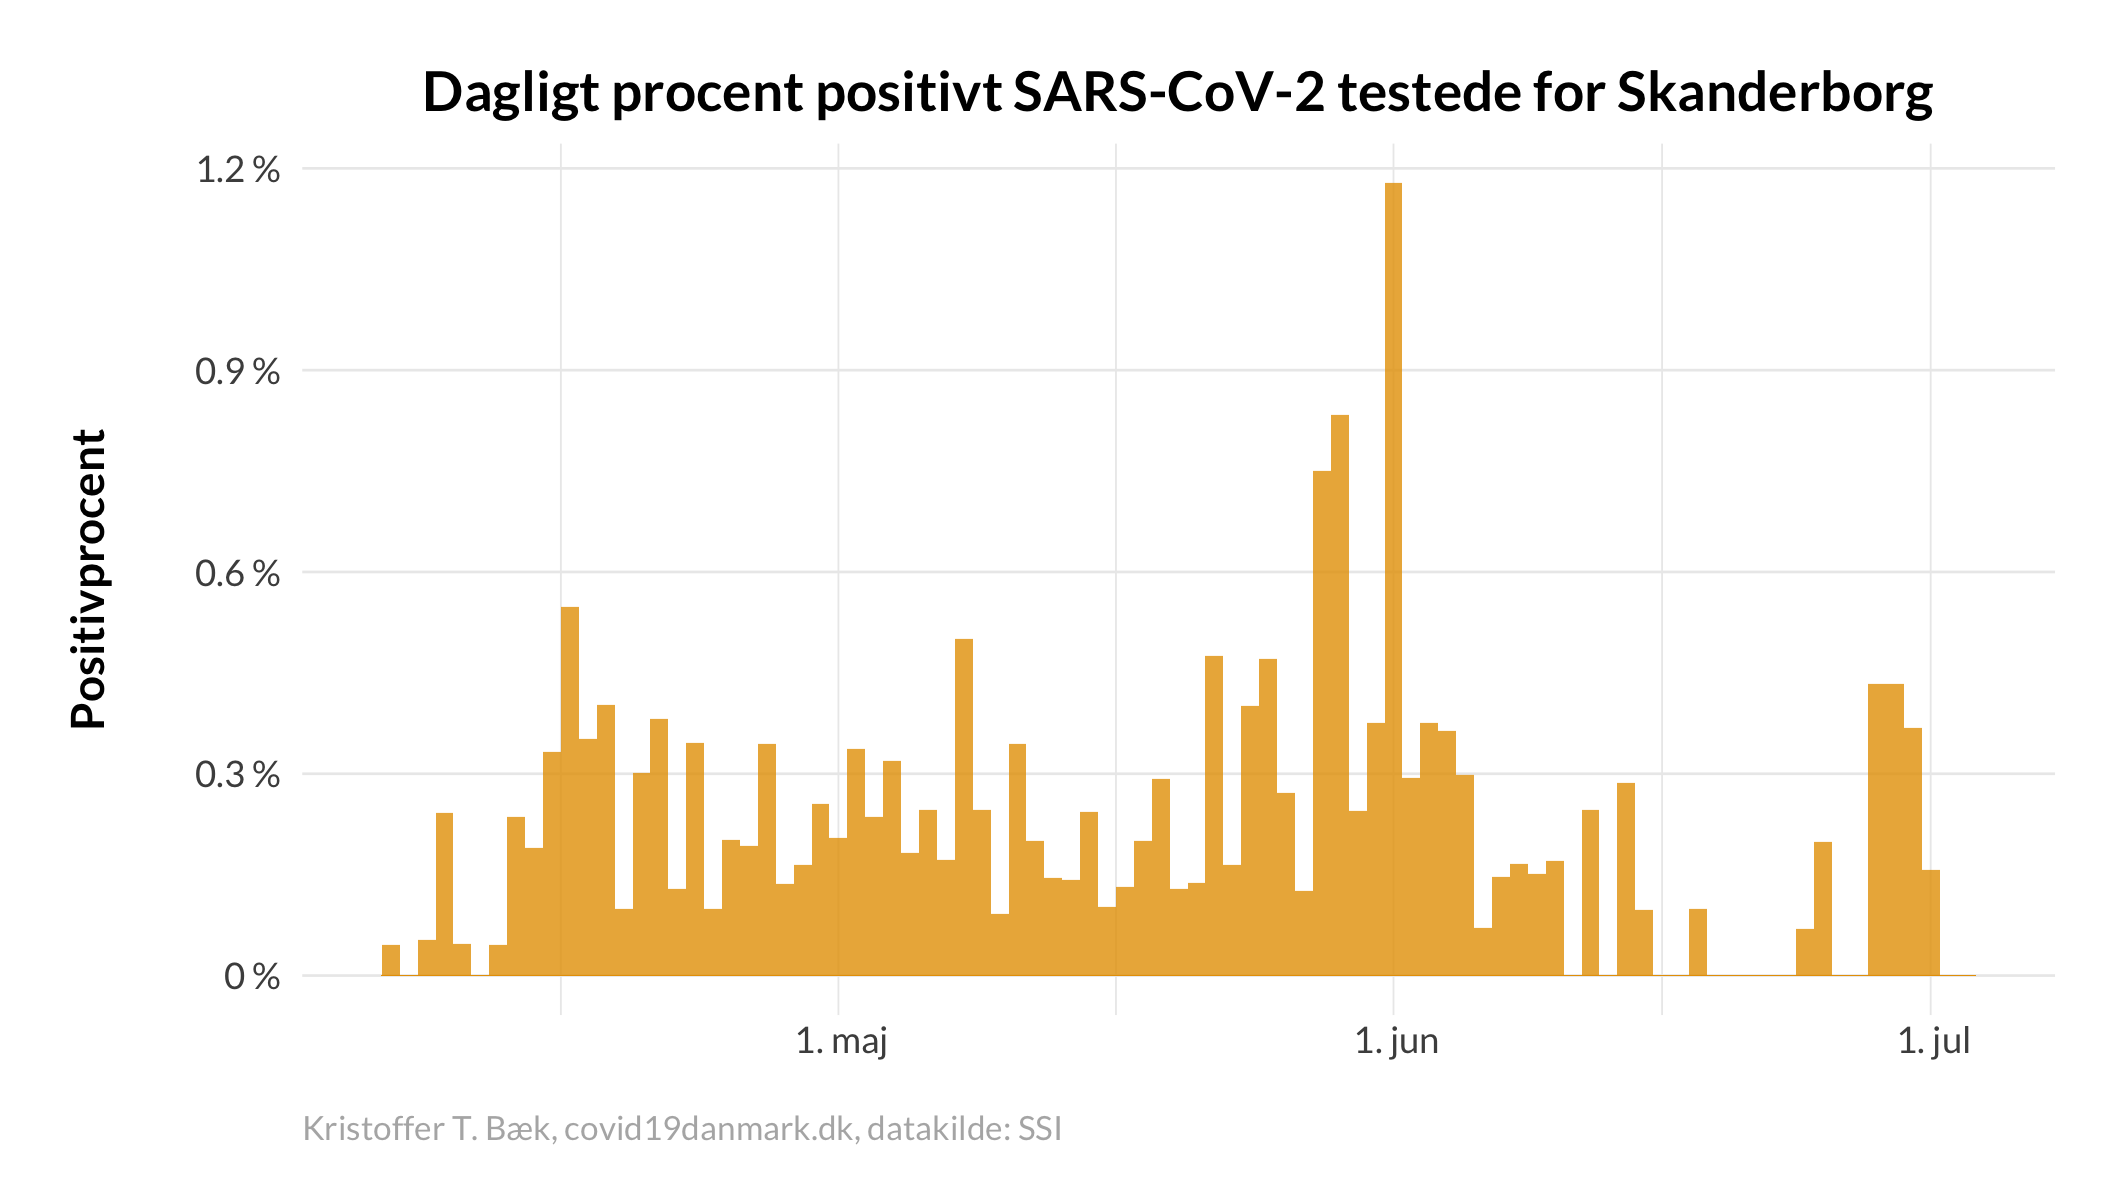 Dagligt procent positivt SARS-CoV-2 testede for Skanderborg
Positivprocent
1.2 %
0.9 %
0.6 %
0.3 %
0 %
1. maj
1. jun
1. jul
Kristoffer T. Bæk, covid19danmark.dk, datakilde: SSI